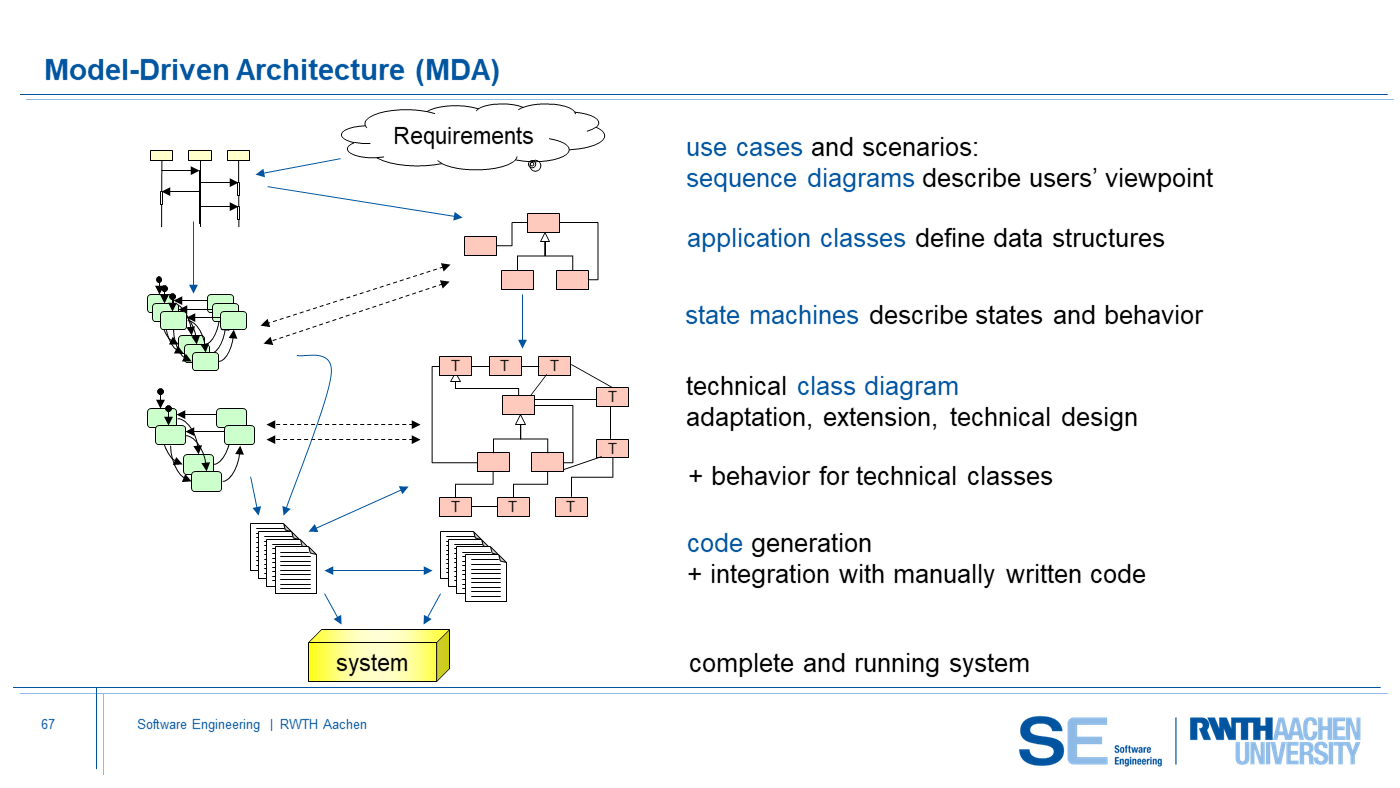 Model-Driven Architecture (MDA)
Requirements
use cases and scenarios:
sequence diagrams describe users’ viewpoint
application classes define data structures
state machines describe states and behavior
T T T
T
technical class diagram
adaptation, extension, technical design
T
+ behavior for technical classes
T T T
code generation
+ integration with manually written code
system
complete and running system
67
Software Engineering | RWTH Aachen
SE Software
Engineering
RWTHAACHEN
UNIVERSITY